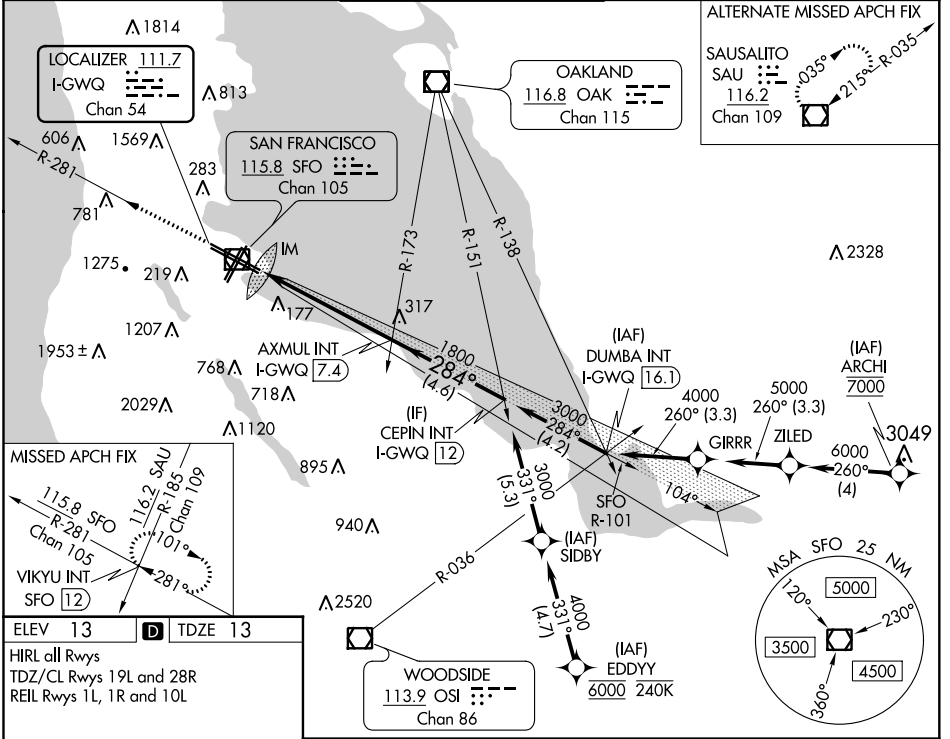 1814
LOCALIZER 111.7
I-GWQ
Chan 54
813
606
1569
R-281
283
781
SAN FRANCISCO
115.8 SFO
Chan 105
OAKLAND
116.8 OAK
Chan 115
ALTERNATE MISSED APCH FIX
SAUSALITO
SAU
116.2
Chan 109
035°
215°
R-035
IM
R-173
R-151
R-138
2328
1275
219
177
317
1207
1953 ±
768
718
2029
1120
895
940
2520
AXMUL INT
I-GWQ 7.4
1800
284°
(4.6)
(IF)
CEPIN INT
I-GWQ 12
3000
284°
(4.2)
(IAF)
DUMBA INT
I-GWQ 16.1
4000
260° (3.3)
GIRRR
5000
260° (3.3)
ZILED
(IAF)
ARCHI
7000
3049
6000
260°
(4)
SFO
R-101
104°
3000
331°
(5.3)
(IAF)
SIDBY
4000
331°
(4.7)
(IAF)
EDDYY
6000 240K
R-036
WOODSIDE
113.9 OSI
Chan 86
MISSED APCH FIX
115.8 SFO
R-281
Chan 105
116.2 SAU
R-185
Chan 109
101°
281°
VIKYU INT
SFO 12
MSA SFO 25 NM
120°
5000
230°
3500
4500
360°
ELEV 13 D TDZE 13
HIRL all Rwys
TDZ/CL Rwys 19L and 28R
REIL Rwys 1L, 1R and 10L